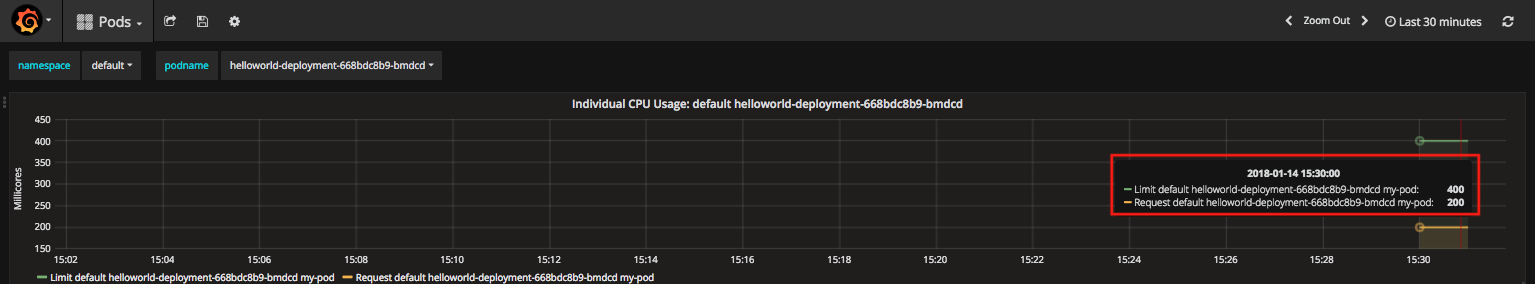 Pods
Zoom Out
Last 30 minutes
namespace default podname helloworld-deployment-668bdc8b9-bmdcd
Individual CPU Usage: default helloworld-deployment-668bdc8b9-bmdcd
Millicores
450
400
350
300
250
200
150
2018-01-14 15:30:00
Limit default helloworld-deployment-668bdc8b9-bmdcd my-pod: 400
Request default helloworld-deployment-668bdc8b9-bmdcd my-pod: 200
15:02 15:04 15:06 15:08 15:10 15:12 15:14 15:16 15:18 15:20 15:22 15:24 15:26 15:28 15:30
Limit default helloworld-deployment-668bdc8b9-bmdcd my-pod Request default helloworld-deployment-668bdc8b9-bmdcd my-pod